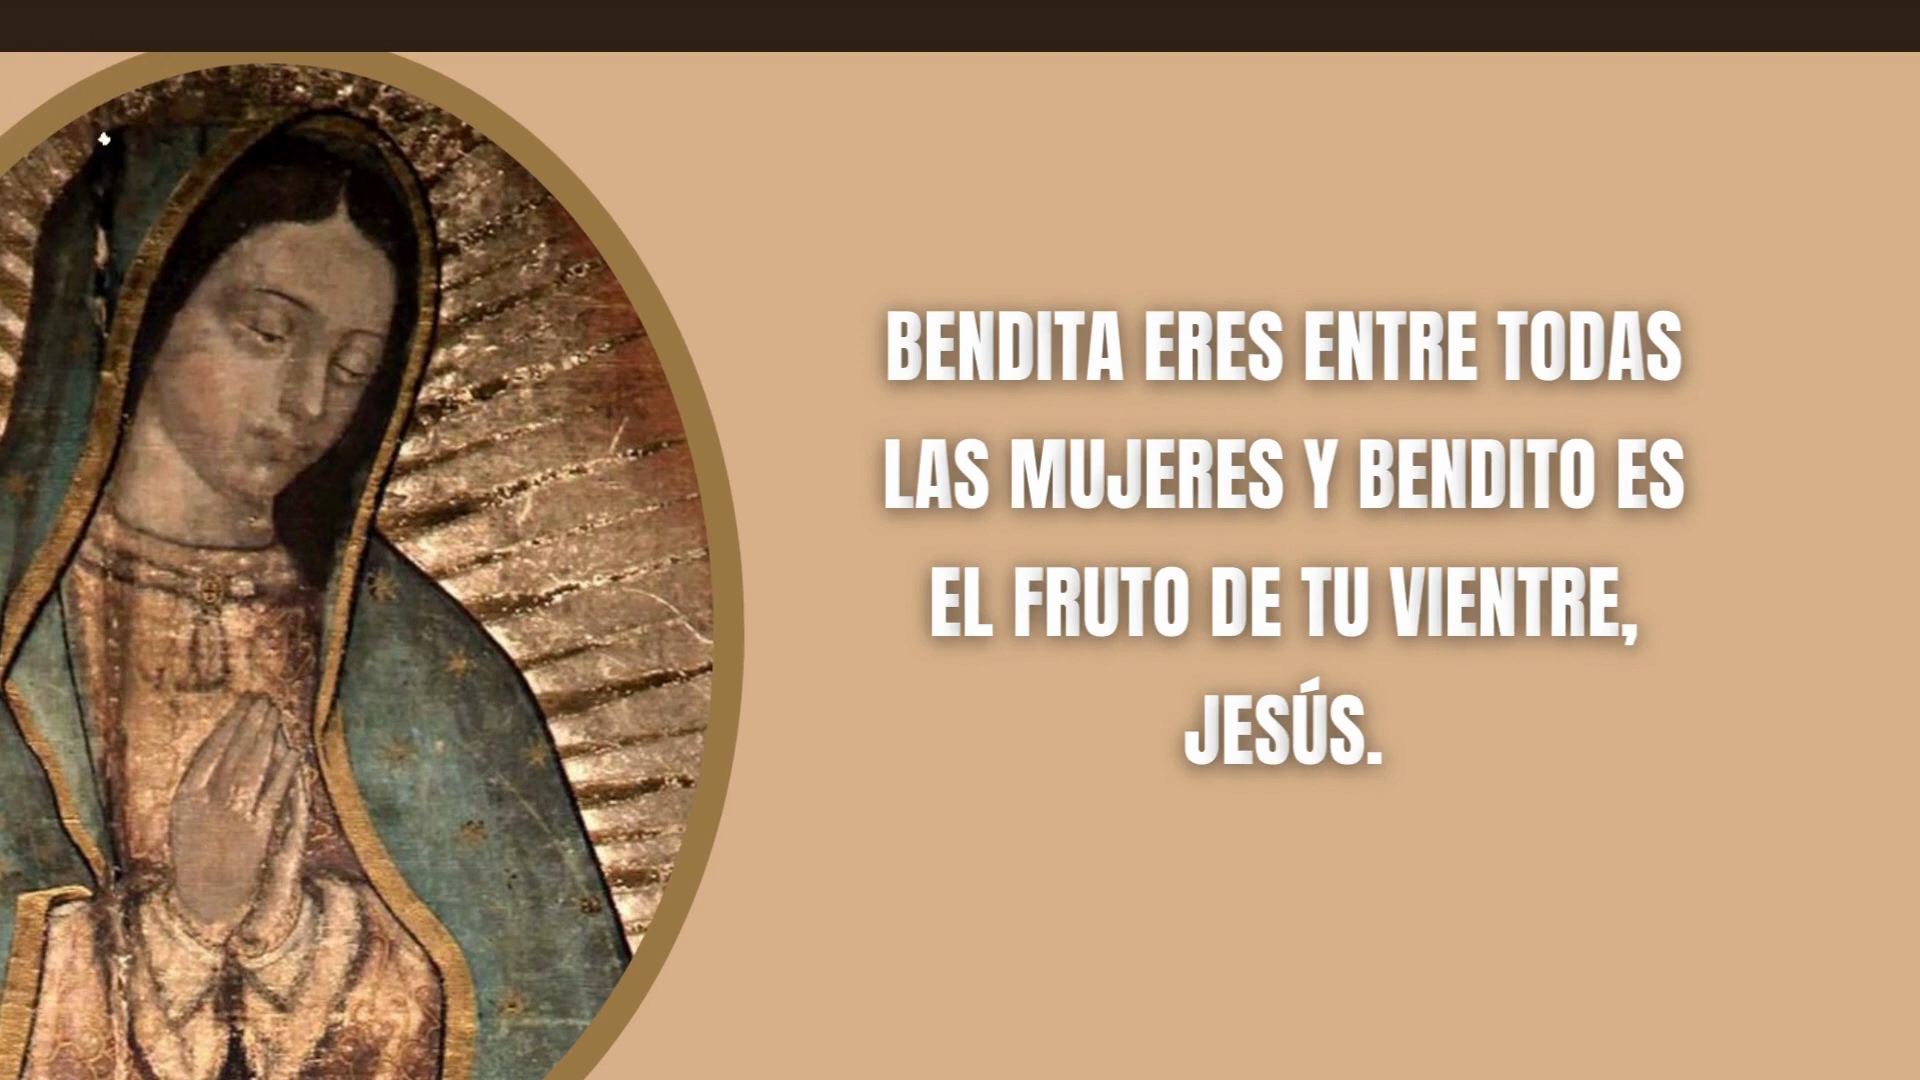 BENDITA ERES ENTRE TODAS
LAS MUJERES Y BENDITO ES
EL FRUTO DE TU VIENTRE,
JESÚS.